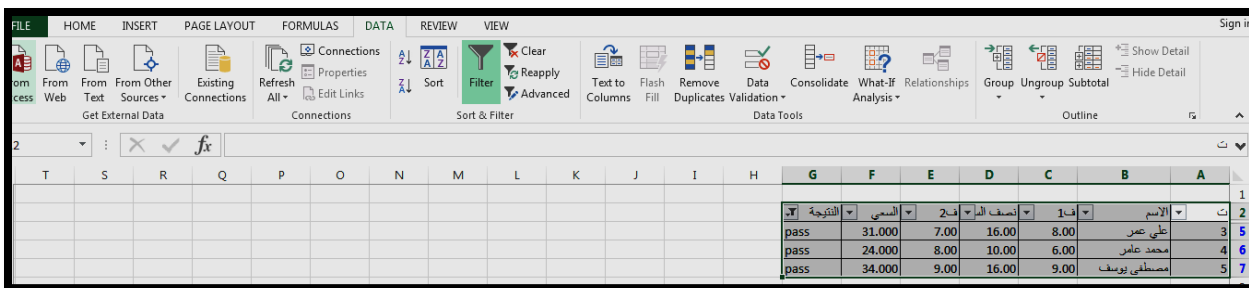 FILE HOME INSERT PAGE LAYOUT FORMULAS DATA REVIEW VIEW Sign in
From Access From Web From Text From Other Sources Existing Connections
Get External Data
Refresh All Connections Properties Edit Links
Connections
Sort Filter Clear Reapply Advanced
Sort & Filter
Text to Columns Flash Fill Remove Duplicates Data Validation Consolidate What-If Analysis Relationships
Data Tools
Group Ungroup Subtotal Show Detail Hide Detail
Outline
2 fx ت
T S R Q P O N M L K J I H G F E D C B A
1
2 ت الاسم ف1 نصف الس ف2 السعي النتيجة
5 3 علي عمر 8.00 16.00 7.00 31.000 pass
6 4 محمد عامر 6.00 10.00 8.00 24.000 pass
7 5 مصطفى يوسف 9.00 16.00 9.00 34.000 pass